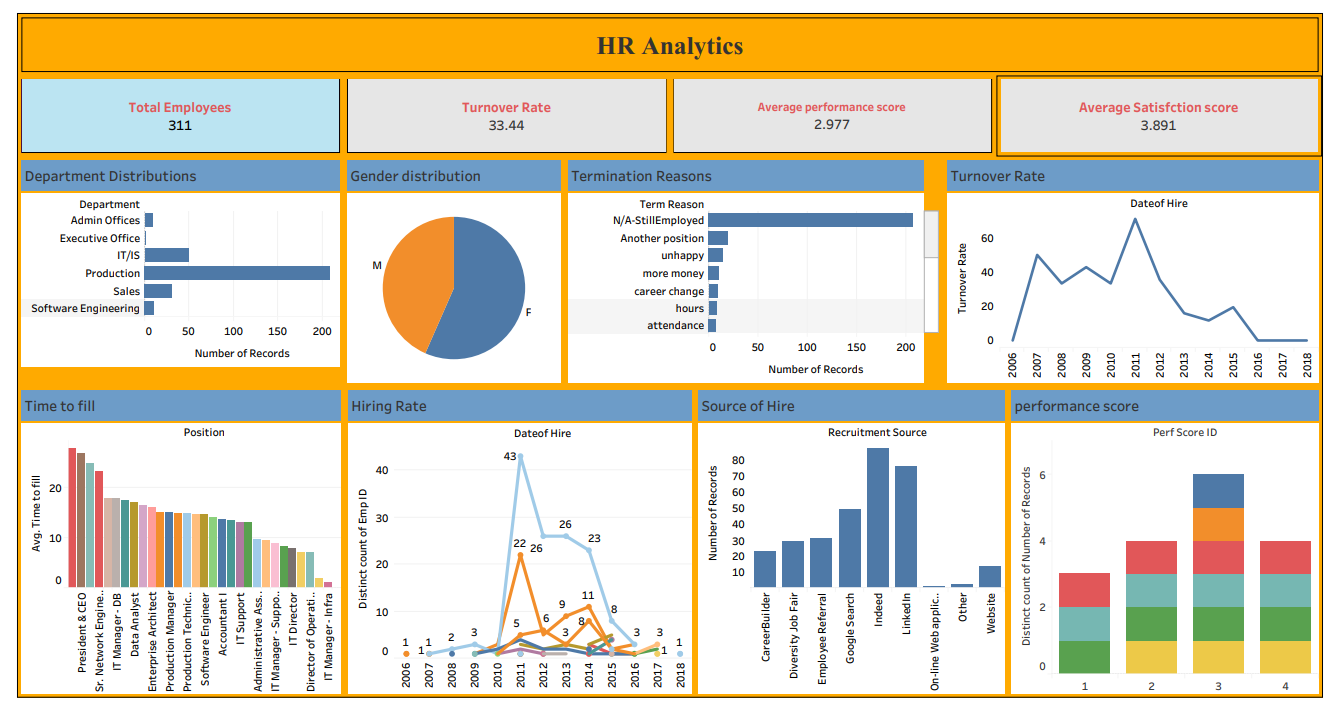 HR Analytics
Total Employees
311
Turnover Rate
33.44
Average performance score
2.977
Average Satisfction score
3.891
Department Distributions
Department
Admin Offices
Executive Office
IT/IS
Production
Sales
Software Engineering
0 50 100 150 200
Number of Records
Gender distribution
M
F
Termination Reasons
Term Reason
N/A-StillEmployed
Another position
unhappy
more money
career change
hours
attendance
0 50 100 150 200
Number of Records
Turnover Rate
Dateof Hire
Turnover Rate
60
40
20
0
2006 2007 2008 2009 2010 2011 2012 2013 2014 2015 2016 2017 2018
Time to fill
Position
Avg. Time to fill
20
10
0
President & CEO
Sr. Network Engine..
IT Manager - DB
Data Analyst
Enterprise Architect
Production Manager
Production Technic..
Software Engineer
Accountant I
IT Support
Administrative Ass..
IT Manager - Suppo..
IT Director
Director of Operati..
IT Manager - Infra
Hiring Rate
Dateof Hire
Distinct count of Emp ID
40
30
20
10
0
43
22 26 26 23
1 1 2 3 5 6 9 3 11 8 8 3 3 1 1
2006 2007 2008 2009 2010 2011 2012 2013 2014 2015 2016 2017 2018
Source of Hire
Recruitment Source
Number of Records
80
70
60
50
40
30
20
10
CareerBuilder
Diversity Job Fair
Employee Referral
Google Search
Indeed
LinkedIn
On-line Web applic..
Other
Website
performance score
Perf Score ID
Distinct count of Number of Records
6
4
2
0
1 2 3 4